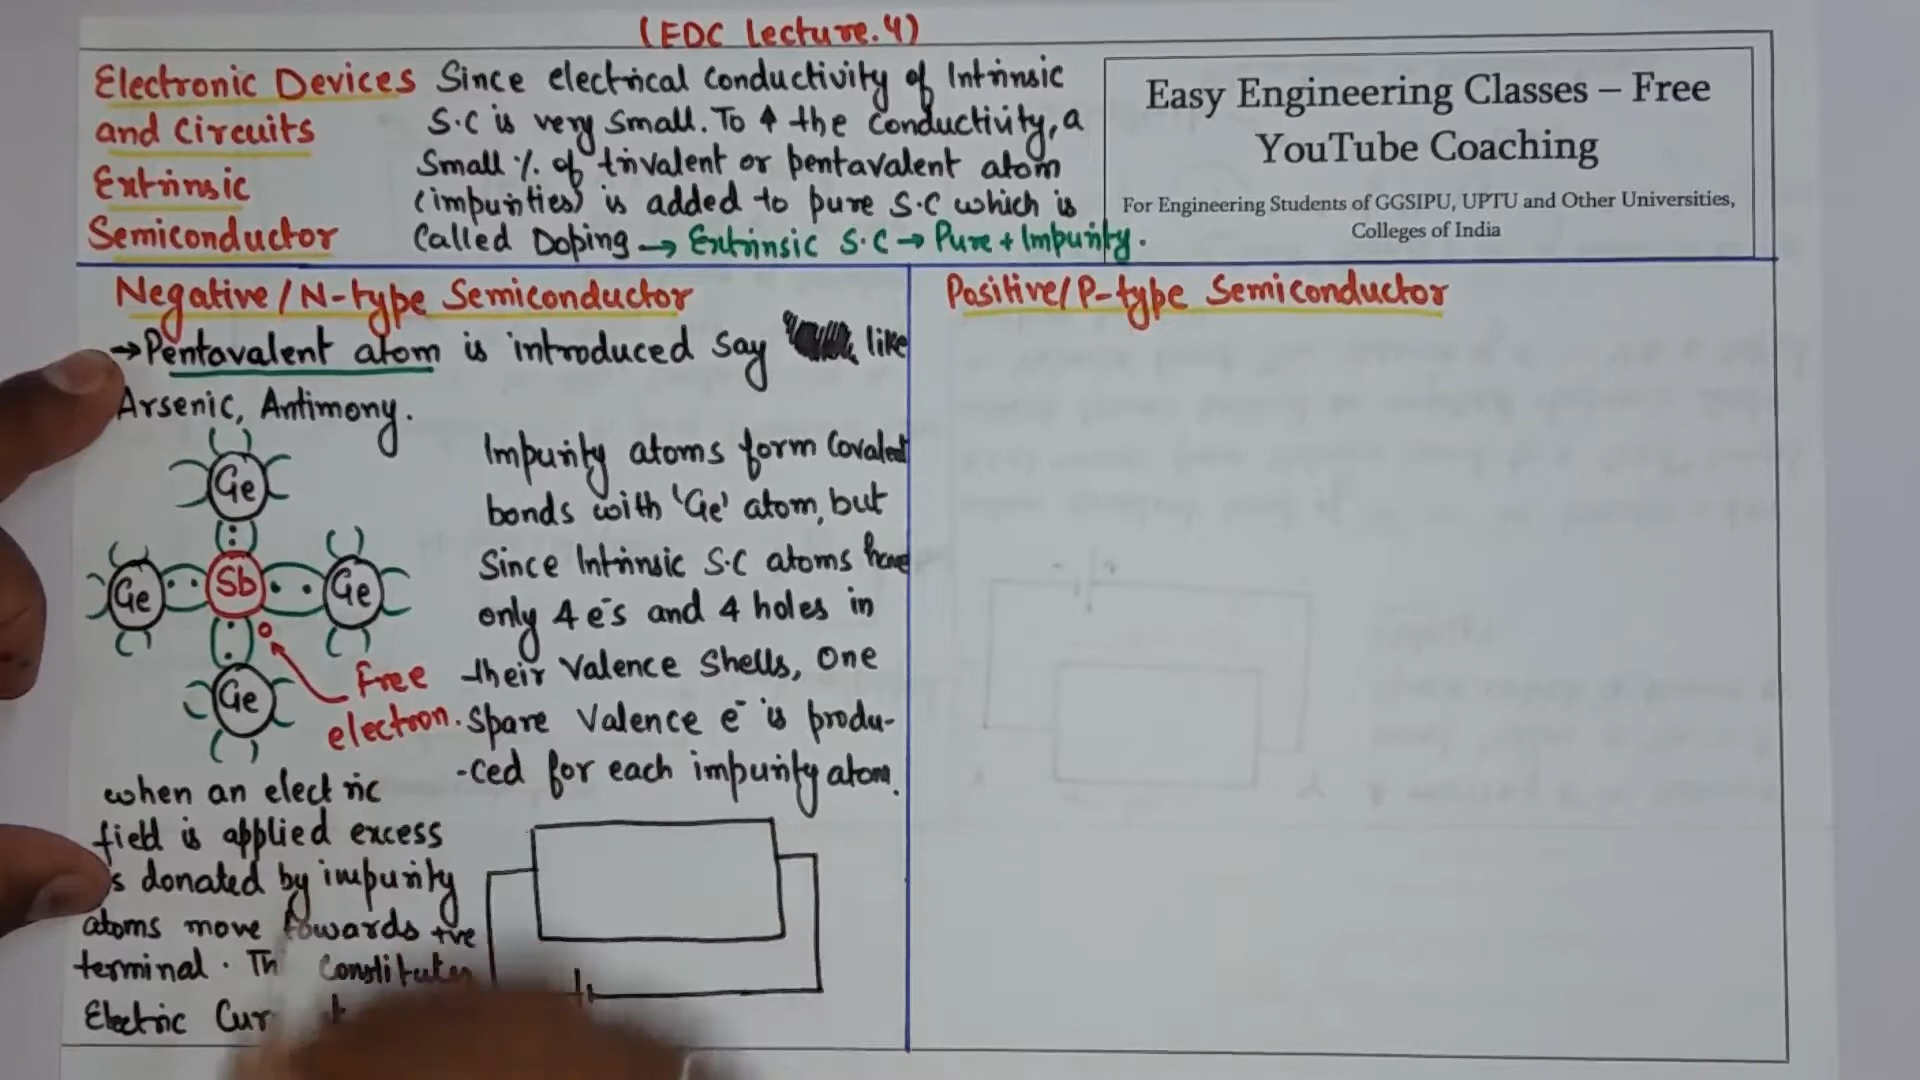 (EDC Lecture.4)
Electronic Devices
and Circuits
Extrinsic
Semiconductor
Since electrical conductivity of Intrinsic
S.C is very small. To ↑ the conductivity, a
Small % of trivalent or pentavalent atom
(impurities) is added to pure S.C which is
Called Doping → Extrinsic S.C → Pure + Impurity.
Easy Engineering Classes – Free
YouTube Coaching
For Engineering Students of GGSIPU, UPTU and Other Universities,
Colleges of India
Negative/N-type Semiconductor
→Pentavalent atom is introduced say like
Arsenic, Antimony.
Ge
Ge Sb Ge
Ge
Free
electron.
Impurity atoms form Covalent
bonds with 'Ge' atom, but
Since Intrinsic S.C atoms have
only 4 e⁻s and 4 holes in
their Valence Shells, One
Spare Valence e⁻ is produ-
-ced for each impurity atom.
when an electric
field is applied excess
s donated by impurity
atoms move towards +ve
terminal. Th Constitutes
Electric Cur
Positive/P-type Semiconductor